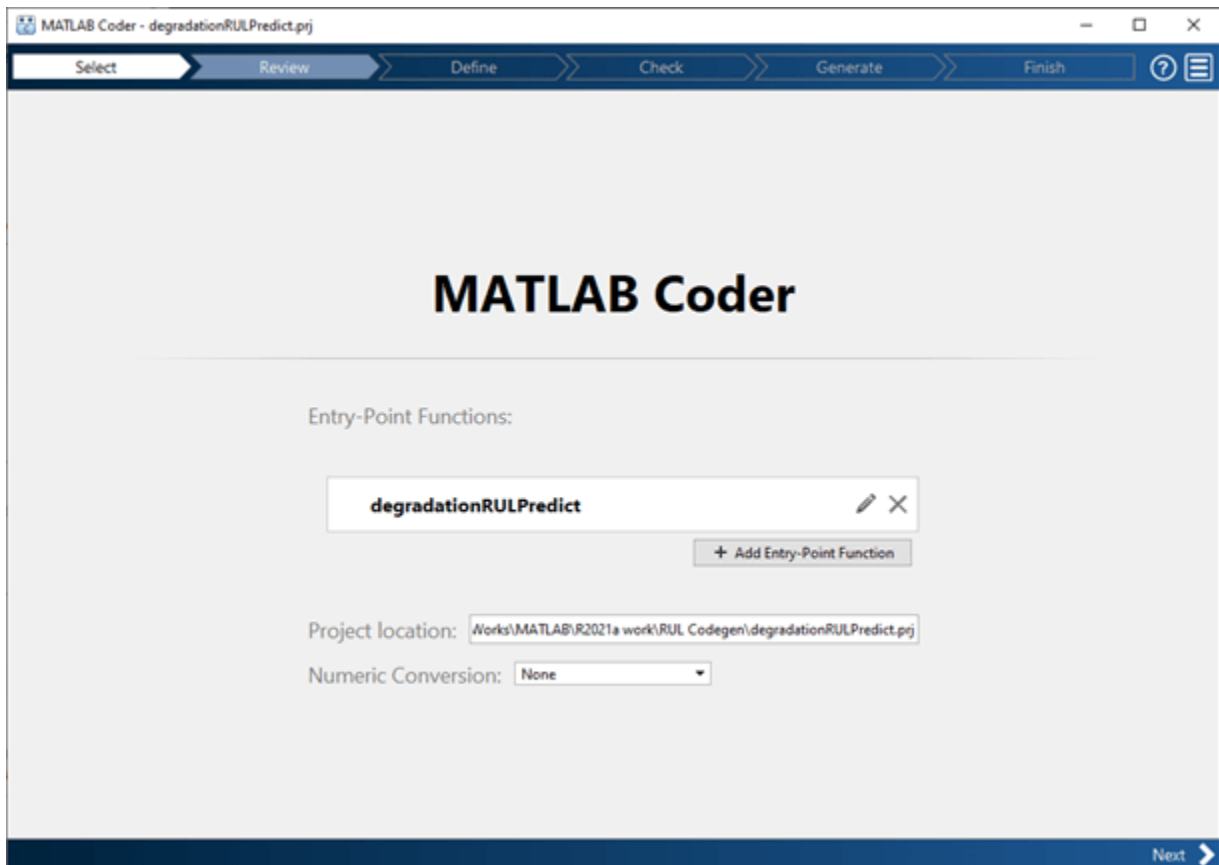 MATLAB Coder - degradationRULPredict.prj
Select Review Define Check Generate Finish ?
MATLAB Coder
Entry-Point Functions:
degradationRULPredict
+ Add Entry-Point Function
Project location: Works\MATLAB\R2021a work\RUL Codegen\degradationRULPredict.prj
Numeric Conversion: None
Next